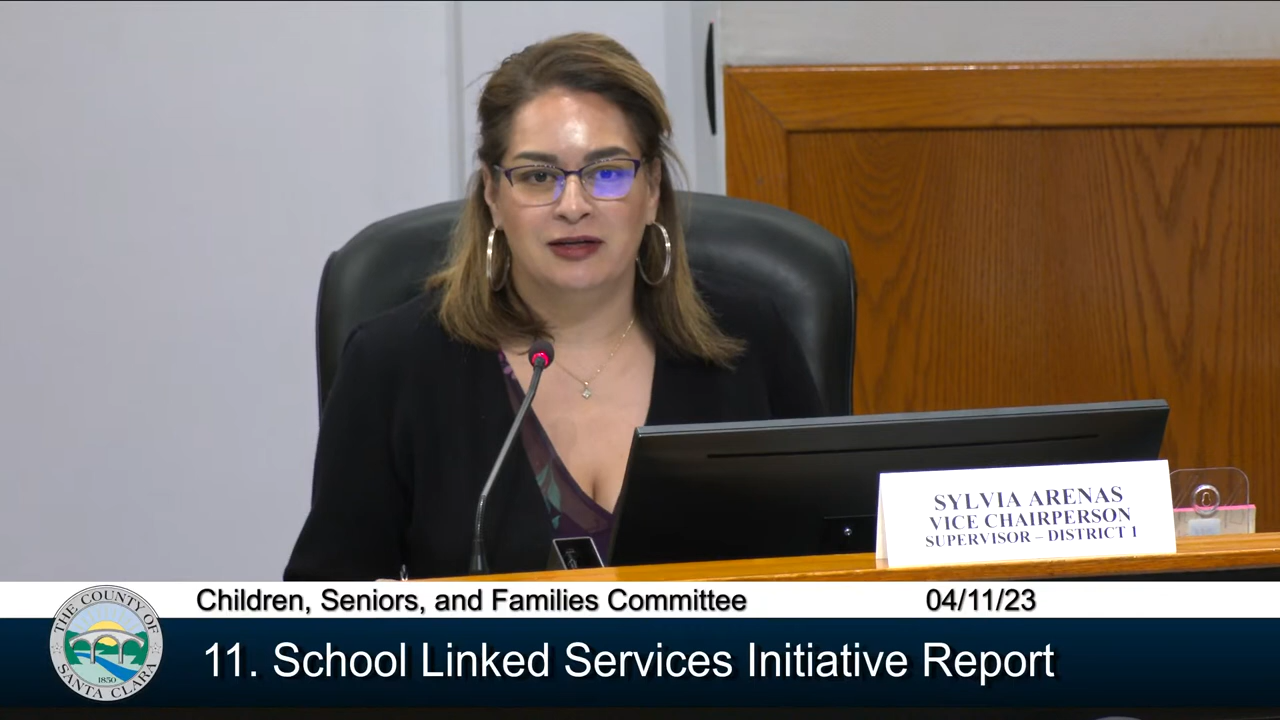 SYLVIA ARENAS
VICE CHAIRPERSON
SUPERVISOR – DISTRICT 1
Children, Seniors, and Families Committee
04/11/23
11. School Linked Services Initiative Report
THE COUNTY OF
SANTA CLARA
1850